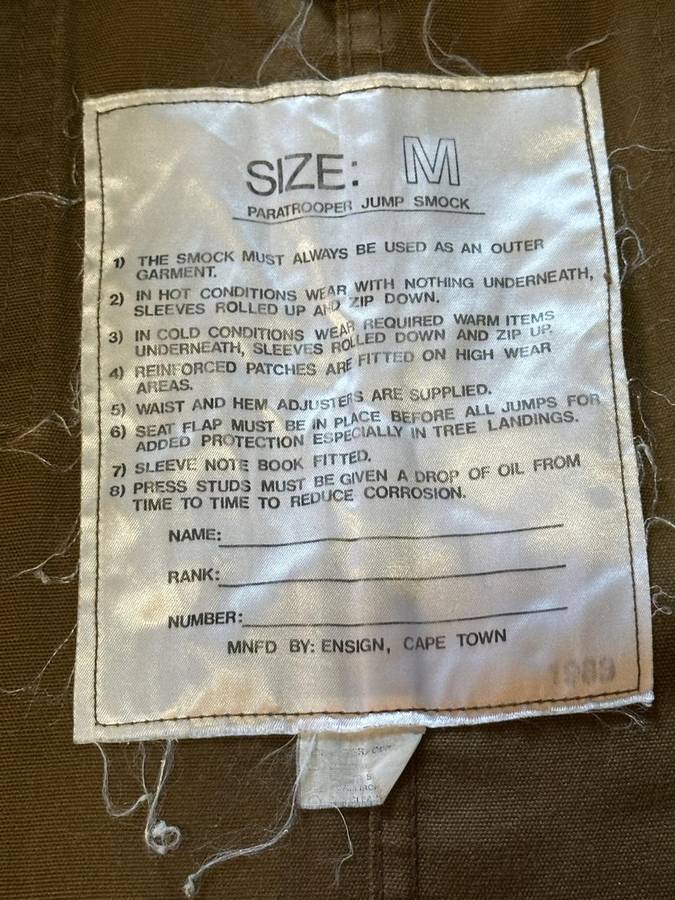 SIZE: M
PARATROOPER JUMP SMOCK
1) THE SMOCK MUST ALWAYS BE USED AS AN OUTER
GARMENT.
2) IN HOT CONDITIONS WEAR WITH NOTHING UNDERNEATH,
SLEEVES ROLLED UP AND ZIP DOWN.
3) IN COLD CONDITIONS WEAR REQUIRED WARM ITEMS
UNDERNEATH, SLEEVES ROLLED DOWN AND ZIP UP.
4) REINFORCED PATCHES ARE FITTED ON HIGH WEAR
AREAS.
5) WAIST AND HEM ADJUSTERS ARE SUPPLIED.
6) SEAT FLAP MUST BE IN PLACE BEFORE ALL JUMPS FOR
ADDED PROTECTION ESPECIALLY IN TREE LANDINGS.
7) SLEEVE NOTE BOOK FITTED.
8) PRESS STUDS MUST BE GIVEN A DROP OF OIL FROM
TIME TO TIME TO REDUCE CORROSION.
NAME:
RANK:
NUMBER:
MNFD BY: ENSIGN, CAPE TOWN
1989